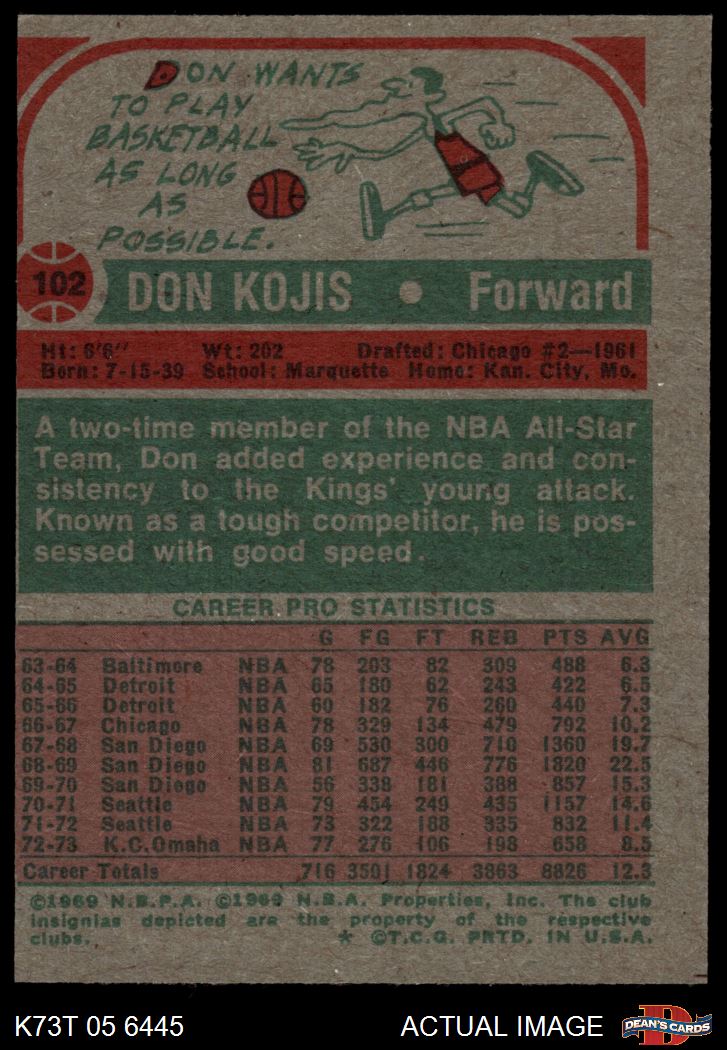 DON WANTS
TO PLAY
BASKETBALL
AS LONG
AS
POSSIBLE.
102 DON KOJIS • Forward
Ht: 6'6" Wt: 202 Drafted: Chicago #2—1961
Born: 7-15-39 School: Marquette Home: Kan. City, Mo.
A two-time member of the NBA All-Star
Team, Don added experience and con-
sistency to the Kings' young attack.
Known as a tough competitor, he is pos-
sessed with good speed.
CAREER PRO STATISTICS
G FG FT REB PTS AVG
63-64 Baltimore NBA 78 203 82 309 488 6.3
64-65 Detroit NBA 65 180 62 243 422 6.5
65-66 Detroit NBA 60 182 76 260 440 7.3
66-67 Chicago NBA 78 329 134 479 792 10.2
67-68 San Diego NBA 69 530 300 710 1360 19.7
68-69 San Diego NBA 81 687 446 776 1820 22.5
69-70 San Diego NBA 56 338 181 388 857 15.3
70-71 Seattle NBA 79 454 249 435 1157 14.6
71-72 Seattle NBA 73 322 188 335 832 11.4
72-73 K.C. Omaha NBA 77 276 106 198 658 8.5
Career Totals 716 3501 1824 3863 8826 12.3
©1969 N.B.P.A. ©1969 N.B.A. Properties, Inc. The club
insignias depicted are the property of the respective
clubs. * ©T.C.G. PRTD. IN U.S.A.
K73T 05 6445 ACTUAL IMAGE D DEAN'S CARDS